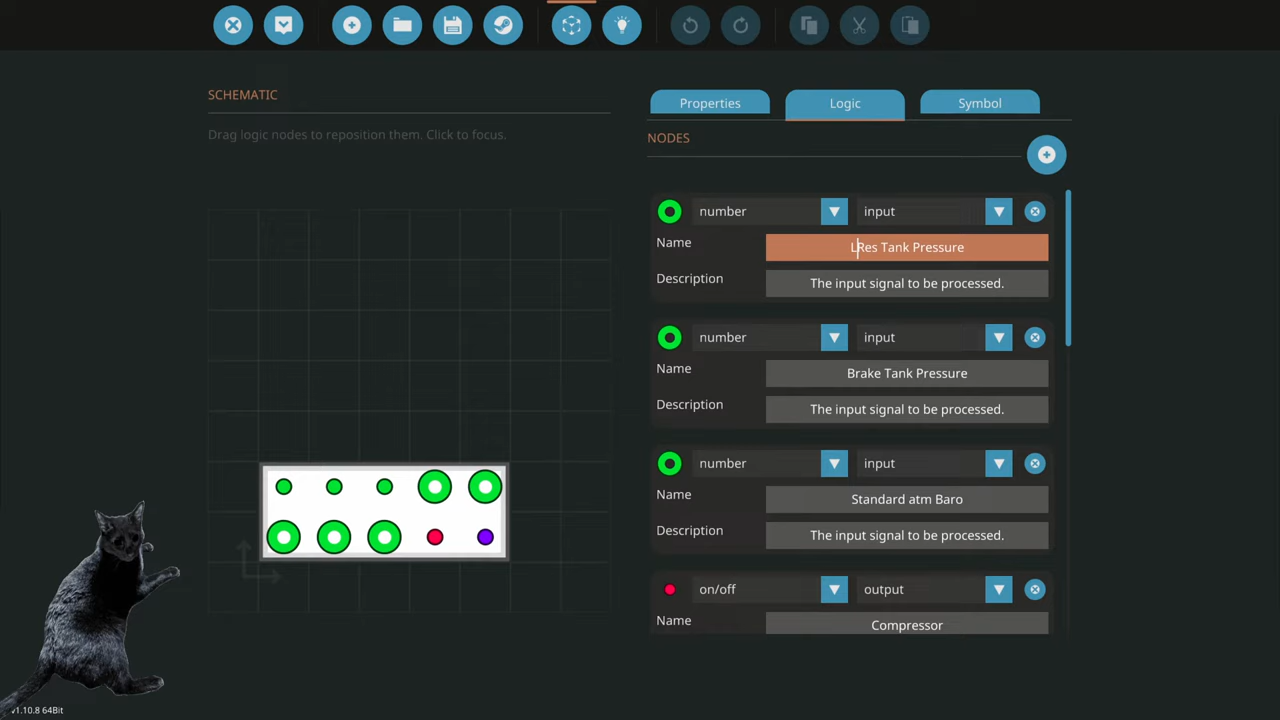 SCHEMATIC
Drag logic nodes to reposition them. Click to focus.
Properties
Logic
Symbol
NODES
number
input
Name
LRes Tank Pressure
Description
The input signal to be processed.
number
input
Name
Brake Tank Pressure
Description
The input signal to be processed.
number
input
Name
Standard atm Baro
Description
The input signal to be processed.
on/off
output
Name
Compressor
v1.10.8 64Bit